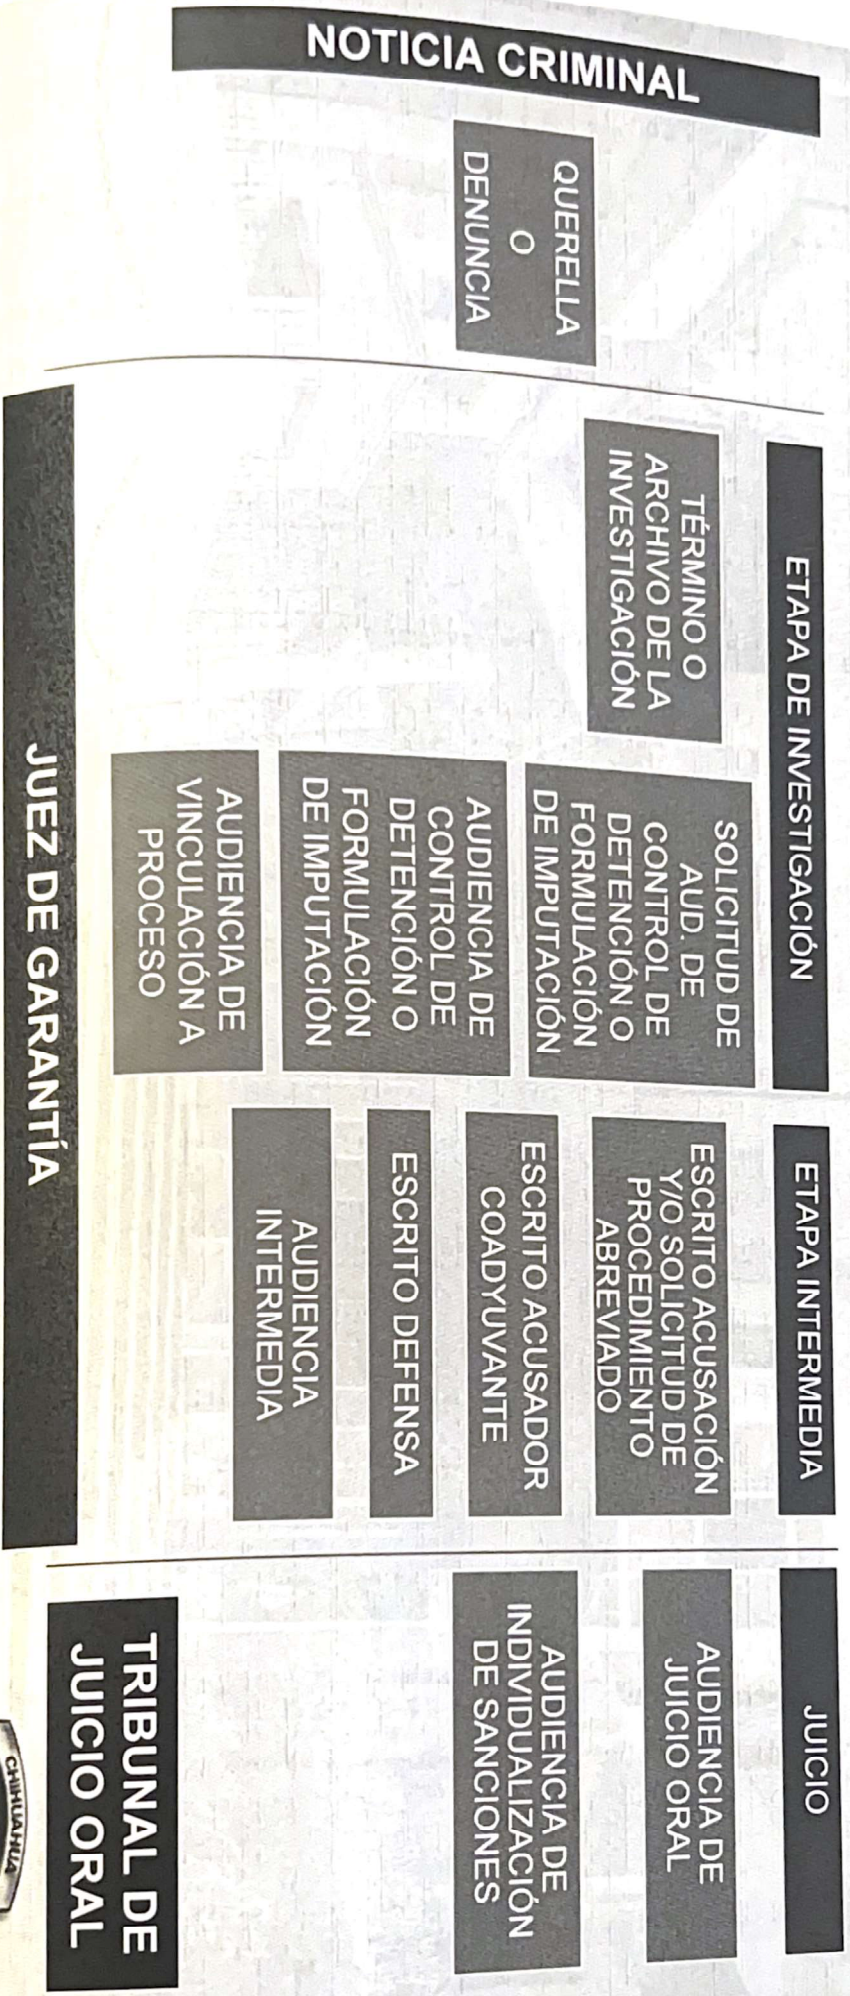 NOTICIA CRIMINAL
QUERELLA
O
DENUNCIA
ETAPA DE INVESTIGACIÓN
TÉRMINO O
ARCHIVO DE LA
INVESTIGACIÓN
SOLICITUD DE
AUD. DE
CONTROL DE
DETENCIÓN O
FORMULACIÓN
DE IMPUTACIÓN
AUDIENCIA DE
CONTROL DE
DETENCIÓN O
FORMULACIÓN
DE IMPUTACIÓN
AUDIENCIA DE
VINCULACIÓN A
PROCESO
ETAPA INTERMEDIA
ESCRITO ACUSACIÓN
Y/O SOLICITUD DE
PROCEDIMIENTO
ABREVIADO
ESCRITO ACUSADOR
COADYUVANTE
ESCRITO DEFENSA
AUDIENCIA
INTERMEDIA
JUEZ DE GARANTÍA
JUICIO
AUDIENCIA DE
JUICIO ORAL
AUDIENCIA DE
INDIVIDUALIZACIÓN
DE SANCIONES
TRIBUNAL DE
JUICIO ORAL
CHIHUAHUA